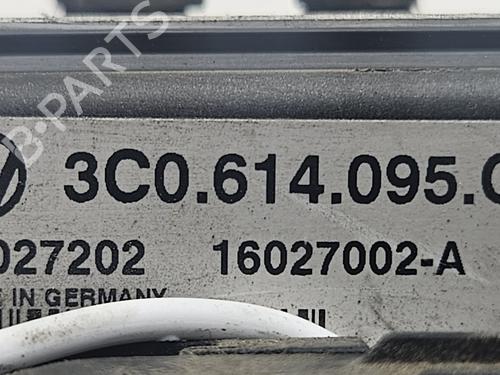 3C0.614.095.C
027202 16027002-A
IN GERMANY
B-PARTS